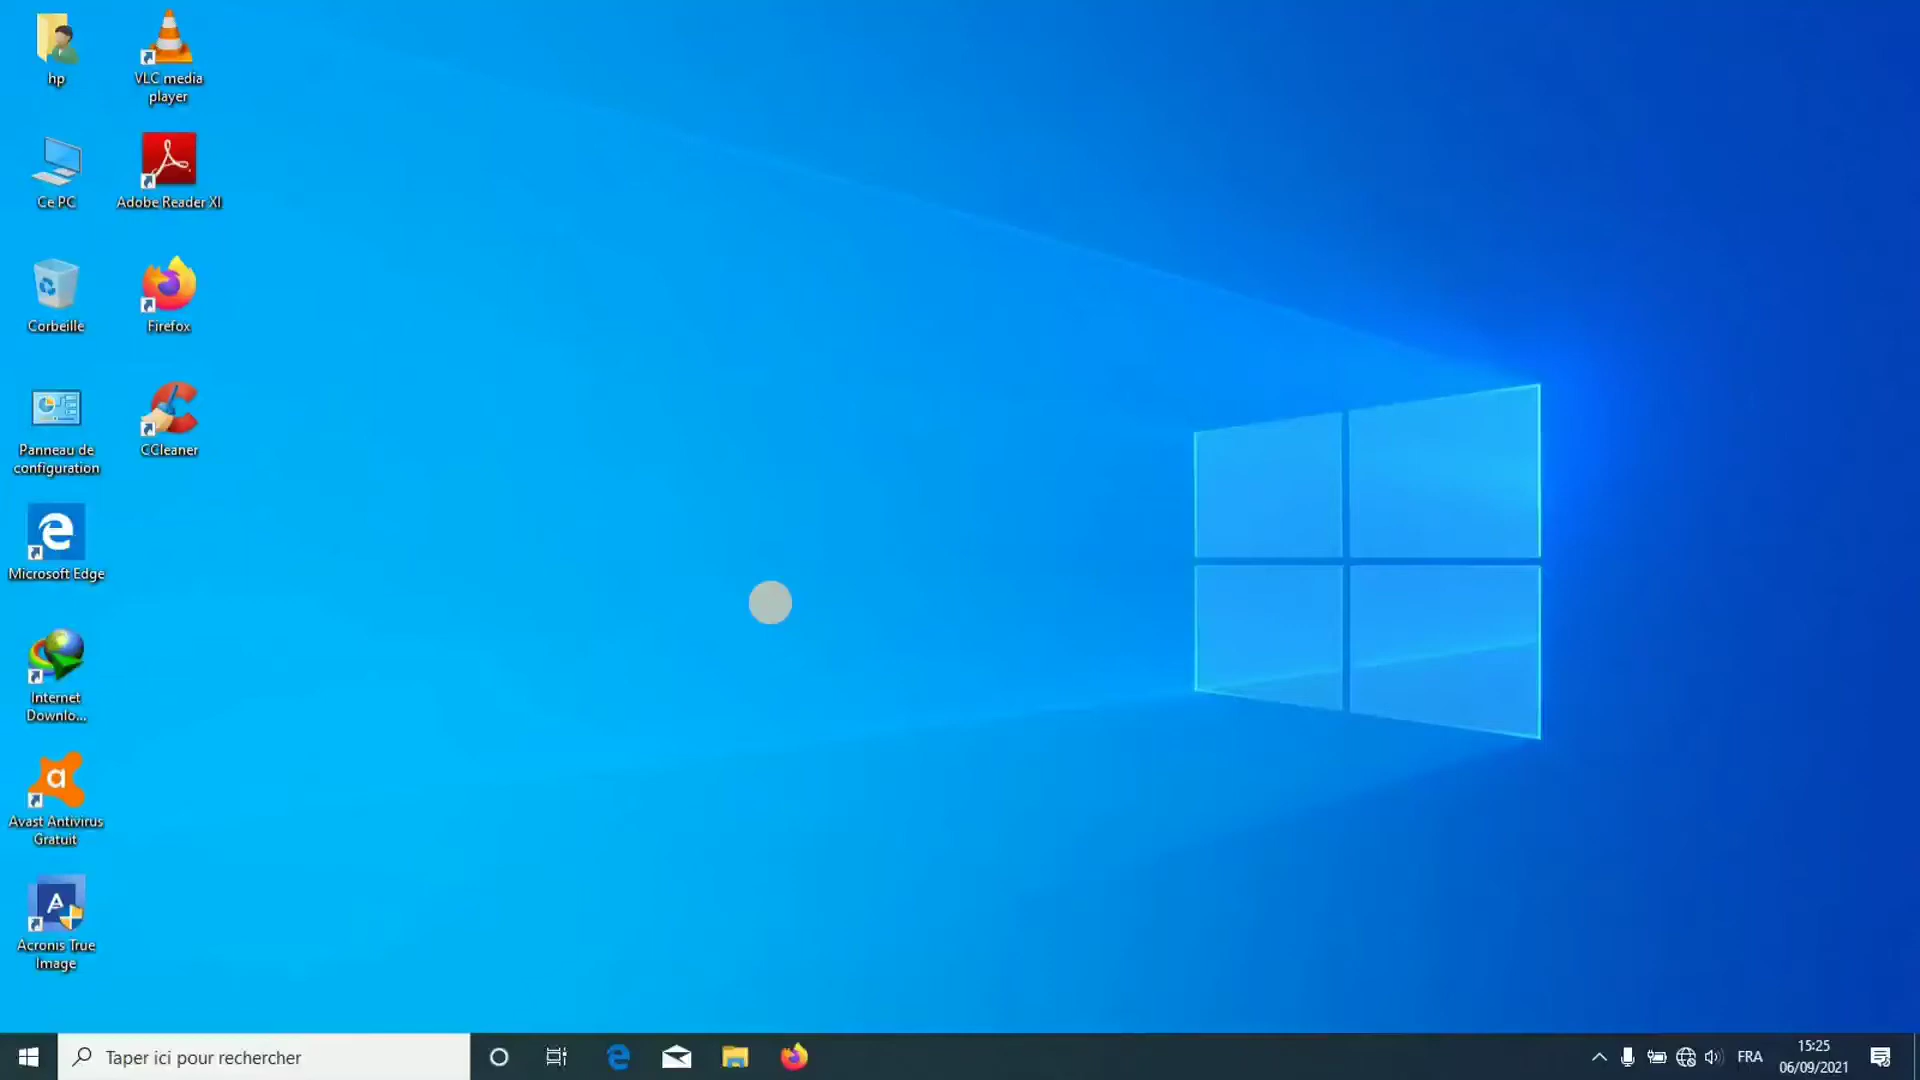 hp
VLC media
player
Ce PC
Adobe Reader XI
Corbeille
Firefox
Panneau de
configuration
CCleaner
Microsoft Edge
Internet
Downlo...
Avast Antivirus
Gratuit
Acronis True
Image
Taper ici pour rechercher
FRA
15:25
06/09/2021